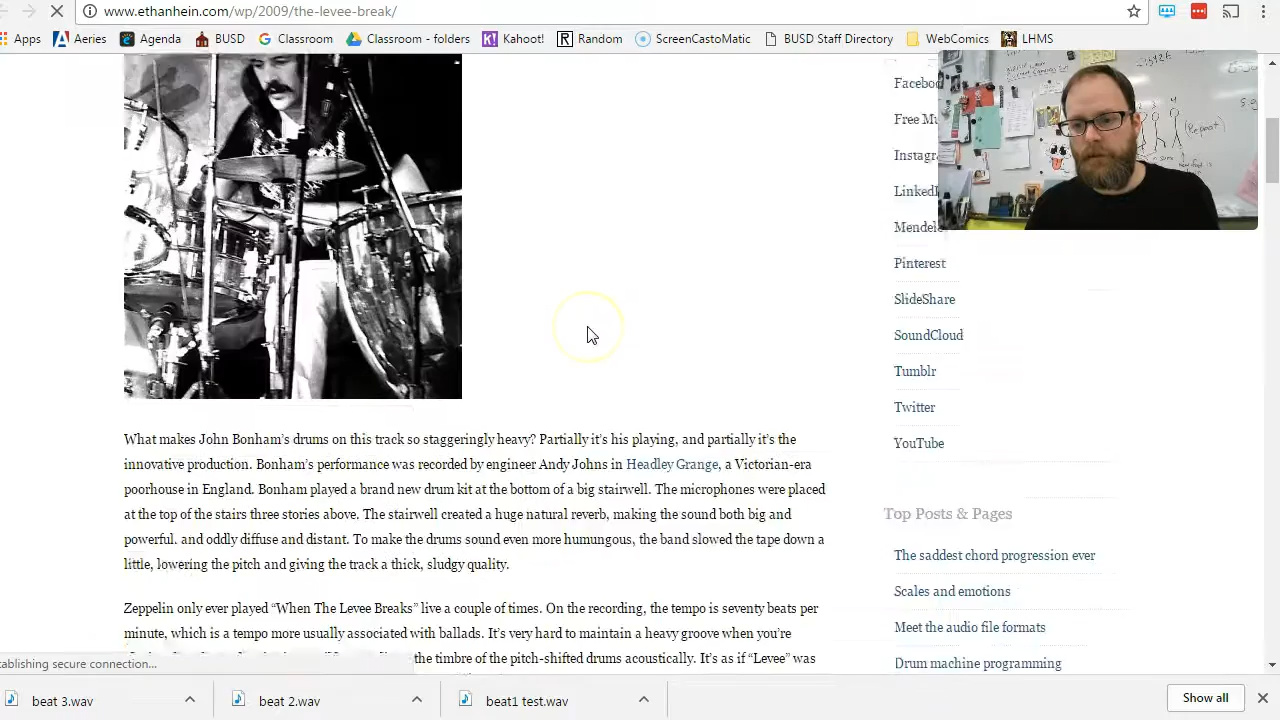 www.ethanhein.com/wp/2009/the-levee-break/
Apps Aeries Agenda BUSD Classroom Classroom - folders Kahoot! Random ScreenCastoMatic BUSD Staff Directory WebComics LHMS
Free
Pinterest
SlideShare
SoundCloud
Tumblr
Twitter
YouTube
What makes John Bonham's drums on this track so staggeringly heavy? Partially it's his playing, and partially it's the
innovative production. Bonham's performance was recorded by engineer Andy Johns in Headley Grange, a Victorian-era
poorhouse in England. Bonham played a brand new drum kit at the bottom of a big stairwell. The microphones were placed
at the top of the stairs three stories above. The stairwell created a huge natural reverb, making the sound both big and
powerful. and oddly diffuse and distant. To make the drums sound even more humungous, the band slowed the tape down a
little, lowering the pitch and giving the track a thick, sludgy quality.
Zeppelin only ever played “When The Levee Breaks” live a couple of times. On the recording, the tempo is seventy beats per
minute, which is a tempo more usually associated with ballads. It's very hard to maintain a heavy groove when you're
the timbre of the pitch-shifted drums acoustically. It's as if “Levee” was
Top Posts & Pages
The saddest chord progression ever
Scales and emotions
Meet the audio file formats
Drum machine programming
(Repeat)
tablishing secure connection...
beat 3.wav
beat 2.wav
beat1 test.wav
Show all